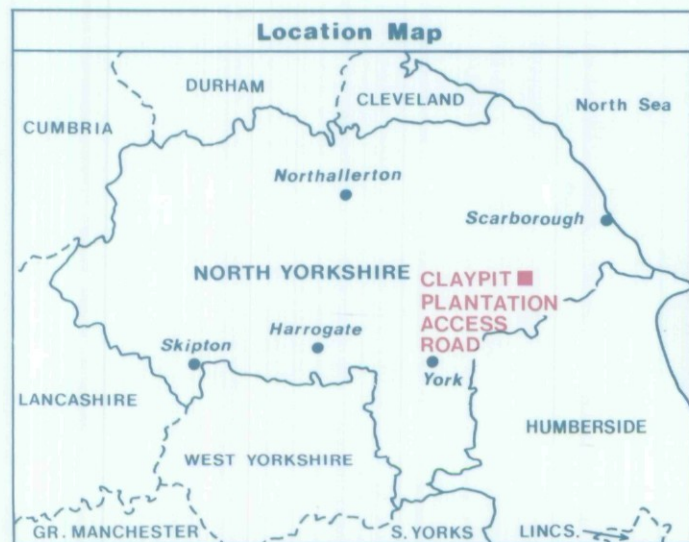 Location Map
DURHAM
CLEVELAND
North Sea
CUMBRIA
Northallerton
Scarborough
NORTH YORKSHIRE
CLAYPIT
PLANTATION
ACCESS
ROAD
Harrogate
Skipton
York
LANCASHIRE
HUMBERSIDE
WEST YORKSHIRE
GR. MANCHESTER
S. YORKS
LINCS.